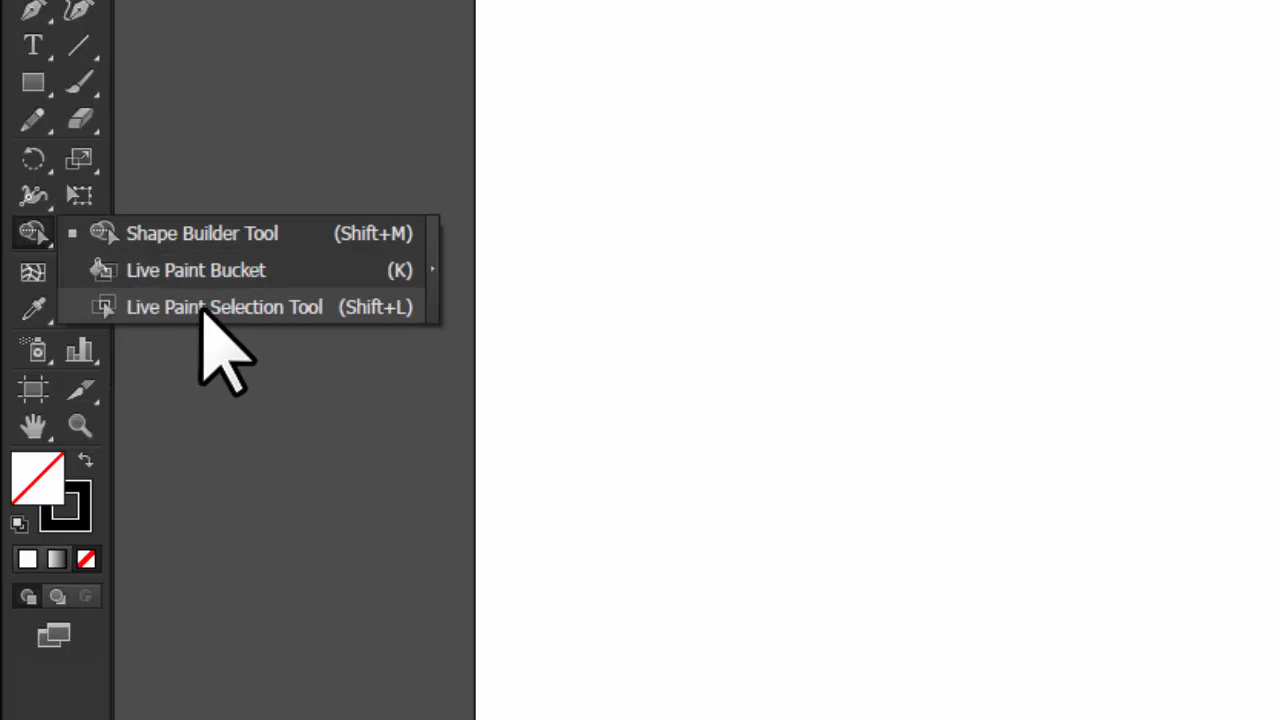 Shape Builder Tool (Shift+M)
Live Paint Bucket (K)
Live Paint Selection Tool (Shift+L)